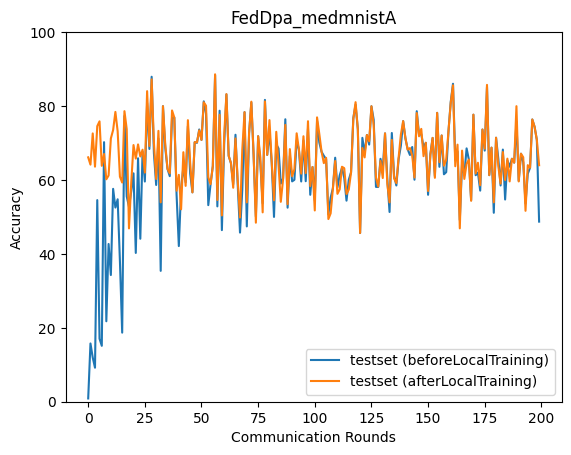 FedDpa_medmnistA
Accuracy
100
80
60
40
20
0
testset (beforeLocalTraining)
testset (afterLocalTraining)
0 25 50 75 100 125 150 175 200
Communication Rounds